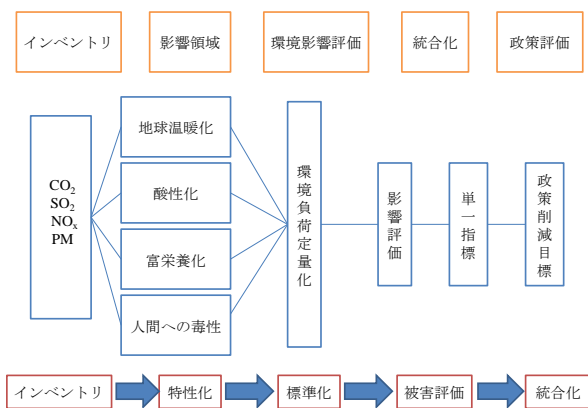 インベントリ
影響領域
環境影響評価
統合化
政策評価
CO₂
SO₂
NOₓ
PM
地球温暖化
酸性化
富栄養化
人間への毒性
環境負荷定量化
影響評価
単一指標
政策削減目標
インベントリ
特性化
標準化
被害評価
統合化